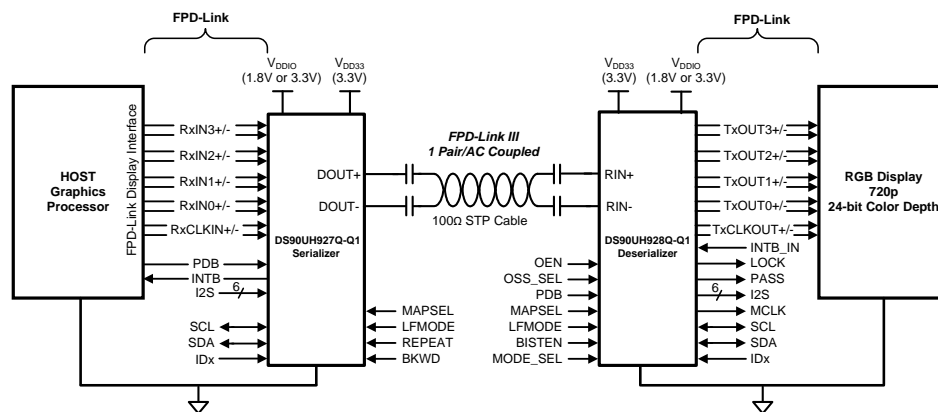 FPD-Link
FPD-Link
VDDIO
(1.8V or 3.3V)
VDD33
(3.3V)
VDD33
(3.3V)
VDDIO
(1.8V or 3.3V)
HOST
Graphics
Processor
FPD-Link Display Interface
RxIN3+/-
RxIN2+/-
RxIN1+/-
RxIN0+/-
RxCLKIN+/-
PDB
INTB
I2S
6
SCL
SDA
IDx
DOUT+
DOUT-
DS90UH927Q-Q1
Serializer
MAPSEL
LFMODE
REPEAT
BKWD
FPD-Link III
1 Pair/AC Coupled
100Ω STP Cable
RIN+
RIN-
DS90UH928Q-Q1
Deserializer
OEN
OSS_SEL
PDB
MAPSEL
LFMODE
BISTEN
MODE_SEL
TxOUT3+/-
TxOUT2+/-
TxOUT1+/-
TxOUT0+/-
TxCLKOUT+/-
INTB_IN
LOCK
PASS
6
I2S
MCLK
SCL
SDA
IDx
RGB Display
720p
24-bit Color Depth